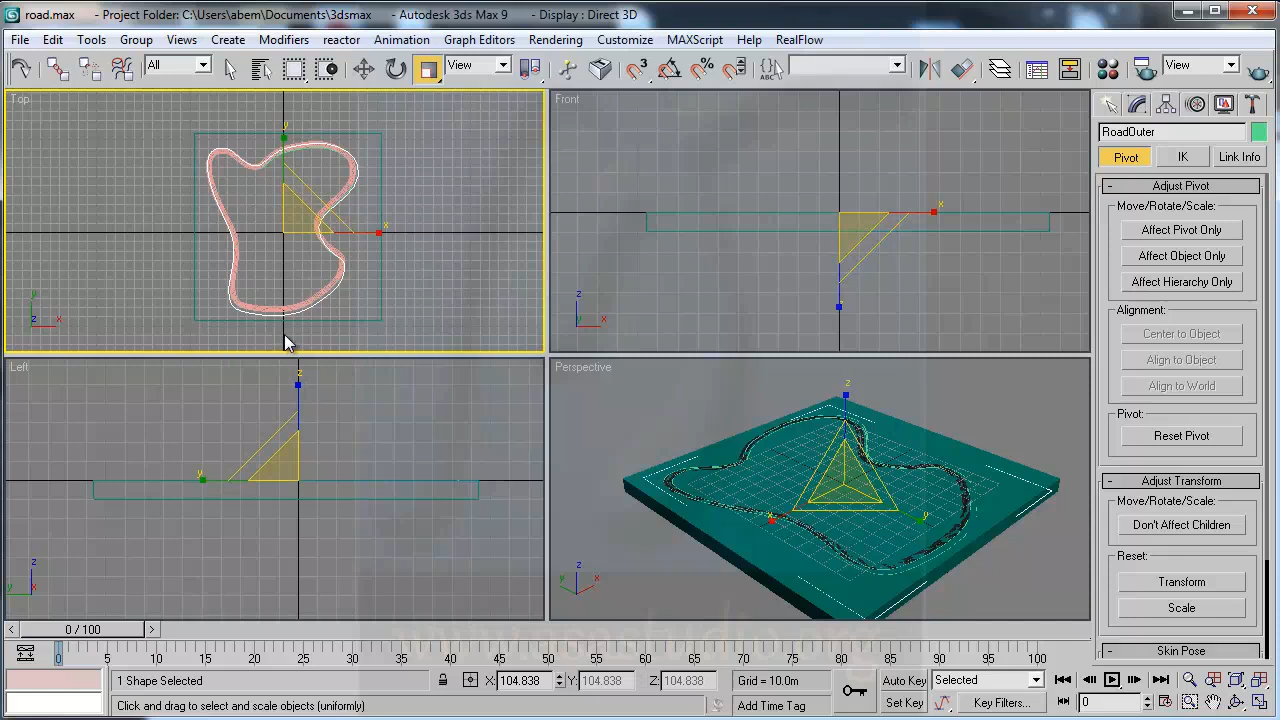 road.max - Project Folder: C:\Users\abem\Documents\3dsmax - Autodesk 3ds Max 9 - Display : Direct 3D
File Edit Tools Group Views Create Modifiers reactor Animation Graph Editors Rendering Customize MAXScript Help RealFlow
All View 3 ABC View
Top
y
x
y
z x
Front
x
z
z
y x
RoadOuter
Pivot IK Link Info
- Adjust Pivot
Move/Rotate/Scale:
Affect Pivot Only
Affect Object Only
Affect Hierarchy Only
Alignment:
Center to Object
Align to Object
Align to World
Pivot:
Reset Pivot
- Adjust Transform
Move/Rotate/Scale:
Don't Affect Children
Reset:
Transform
Scale
- Skin Pose
Left
z
y
z
y x
Perspective
z
x y
z
y x
0 / 100
0 5 10 15 20 25 30 35 40 45 50 55 60 65 70 75 80 85 90 95 100
1 Shape Selected X: 104.838 Y: 104.838 Z: 104.838 Grid = 10.0m Auto Key Selected
Click and drag to select and scale objects (uniformly) Add Time Tag Set Key Key Filters... 0